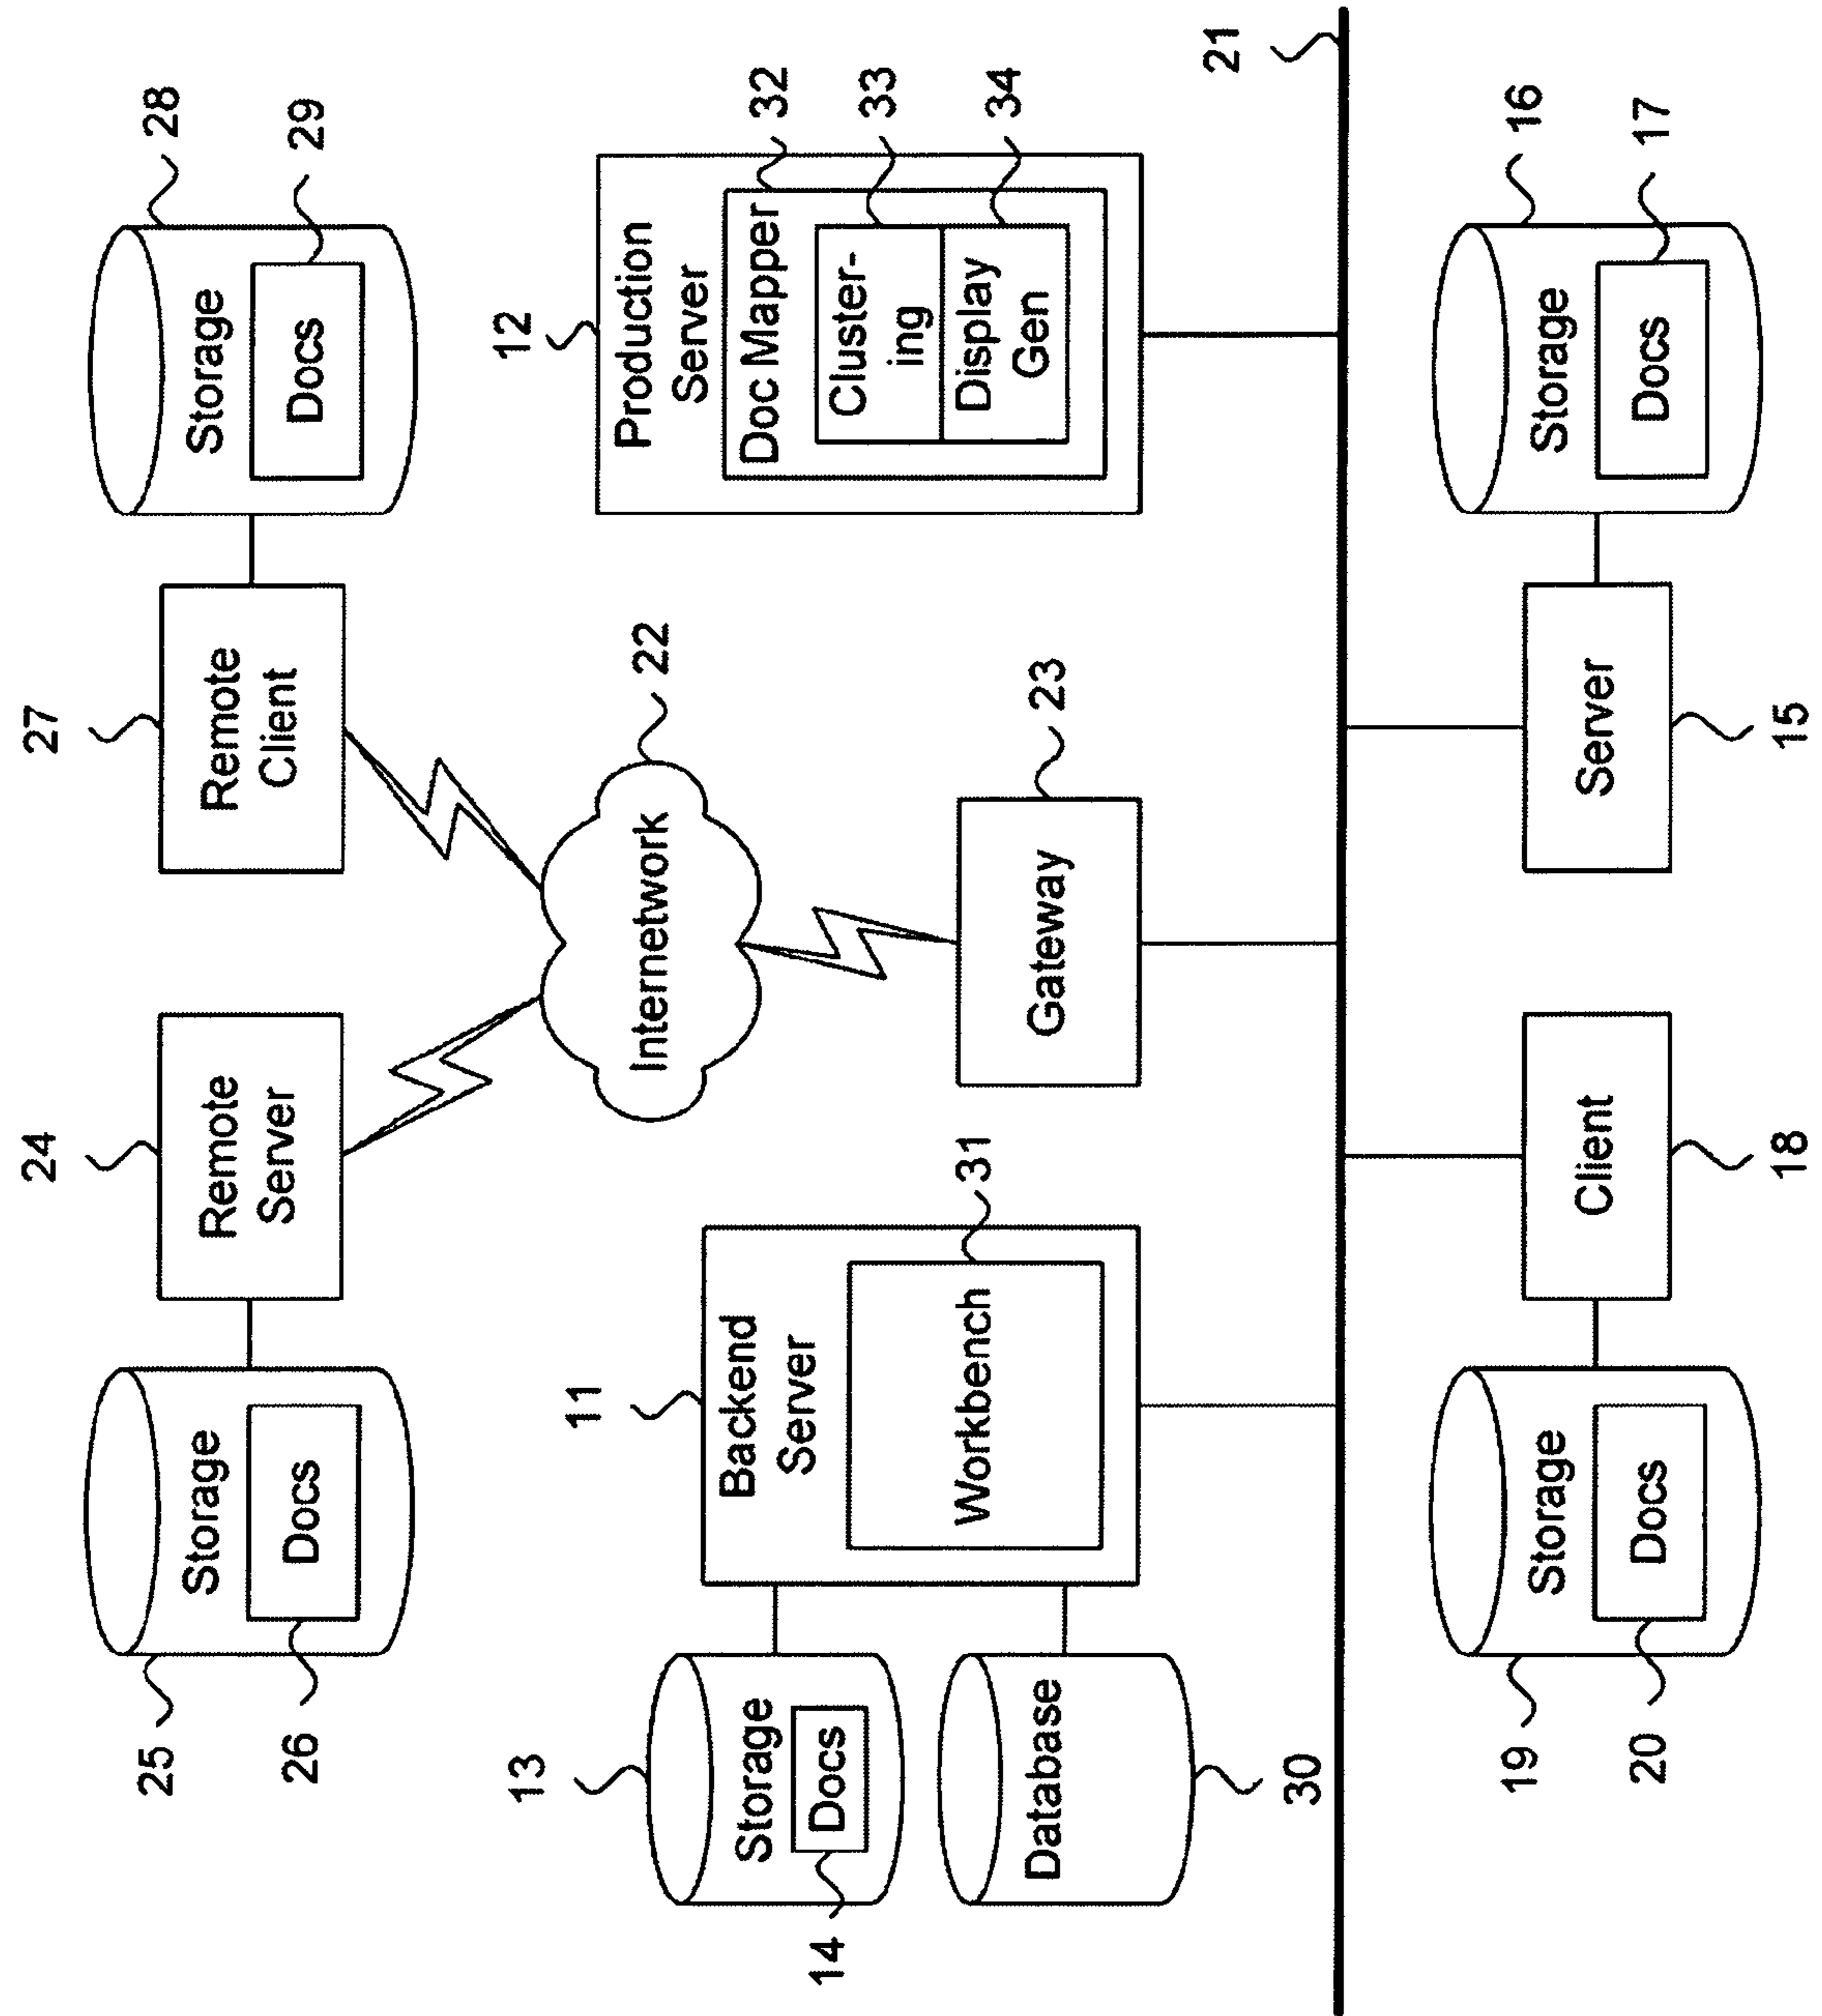 25
26
Storage
Docs
24
Remote
Server
27
Remote
Client
28
29
Storage
Docs
13
14
Storage
Docs
30
Database
11
Backend
Server
Workbench
31
22
Internetwork
23
Gateway
12
Production
Server
Doc Mapper
Cluster-
ing
Display
Gen
32
33
34
21
19
20
Storage
Docs
Client
18
Server
15
Storage
Docs
16
17